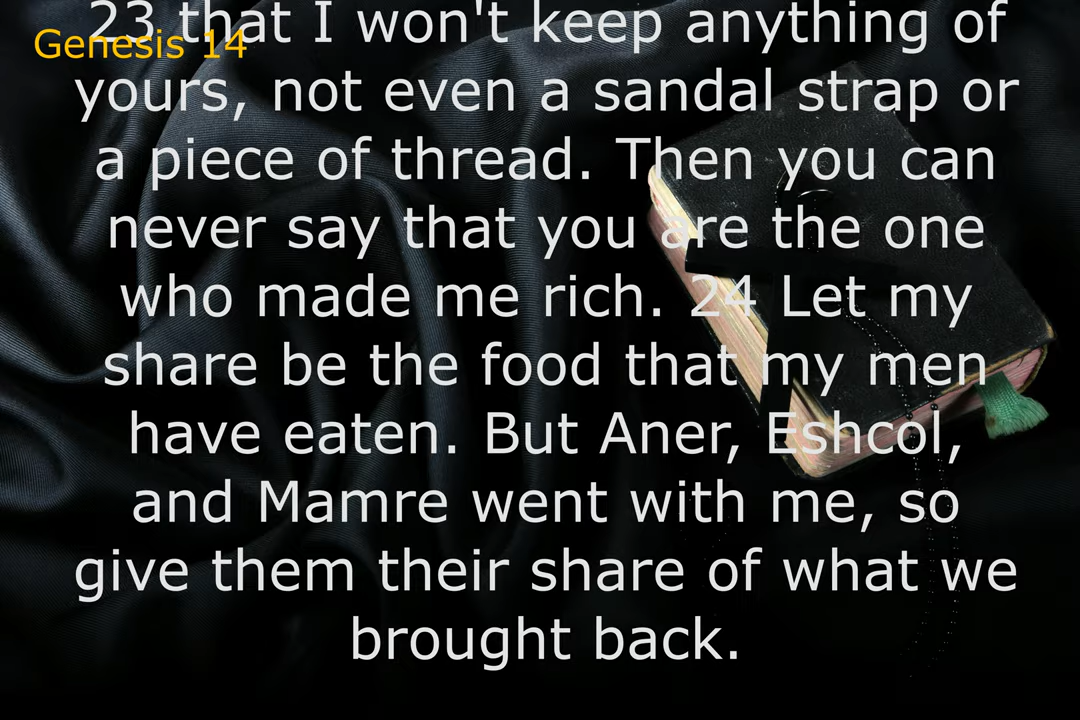 Genesis 14
23 that I won't keep anything of
yours, not even a sandal strap or
a piece of thread. Then you can
never say that you are the one
who made me rich. 24 Let my
share be the food that my men
have eaten. But Aner, Eshcol,
and Mamre went with me, so
give them their share of what we
brought back.